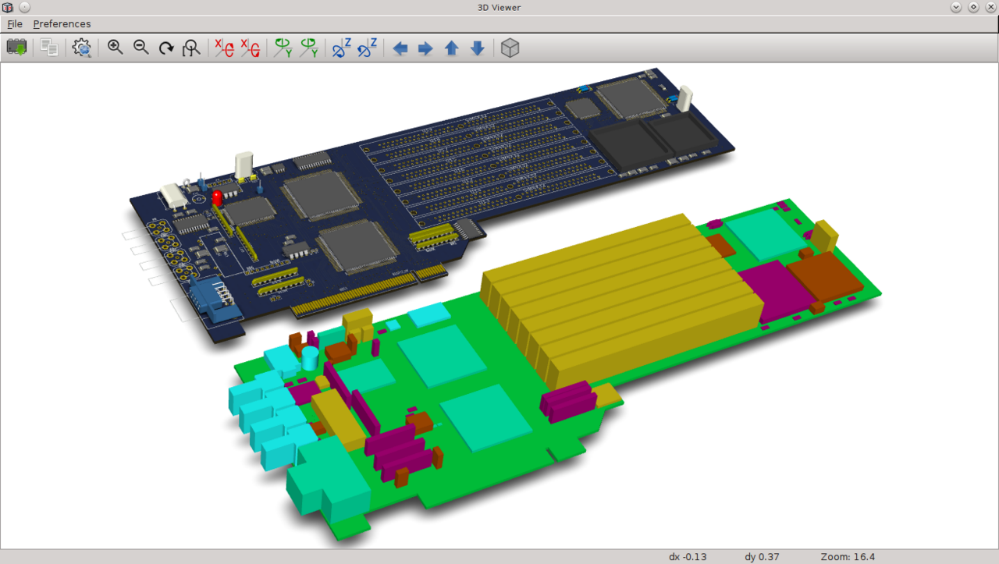 3D Viewer
File Preferences
X X Y Y Z Z
dx -0.13 dy 0.37 Zoom: 16.4